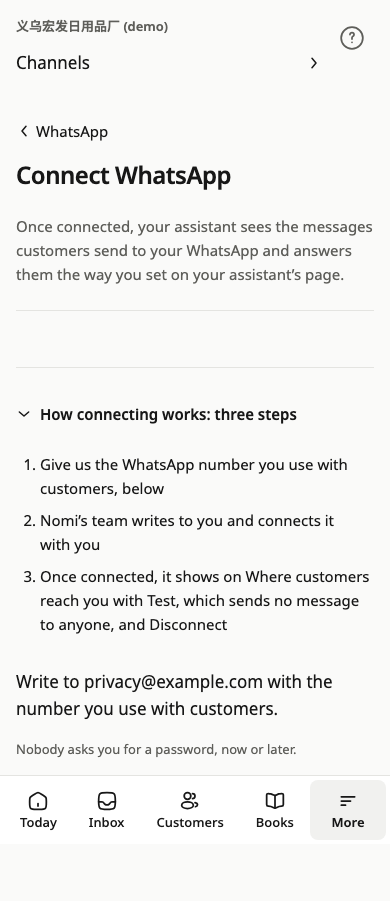 义乌宏发日用品厂 (demo)
Channels
WhatsApp
Connect WhatsApp
Once connected, your assistant sees the messages
customers send to your WhatsApp and answers
them the way you set on your assistant's page.
How connecting works: three steps
1. Give us the WhatsApp number you use with
customers, below
2. Nomi's team writes to you and connects it
with you
3. Once connected, it shows on Where customers
reach you with Test, which sends no message
to anyone, and Disconnect
Write to privacy@example.com with the
number you use with customers.
Nobody asks you for a password, now or later.
Today
Inbox
Customers
Books
More